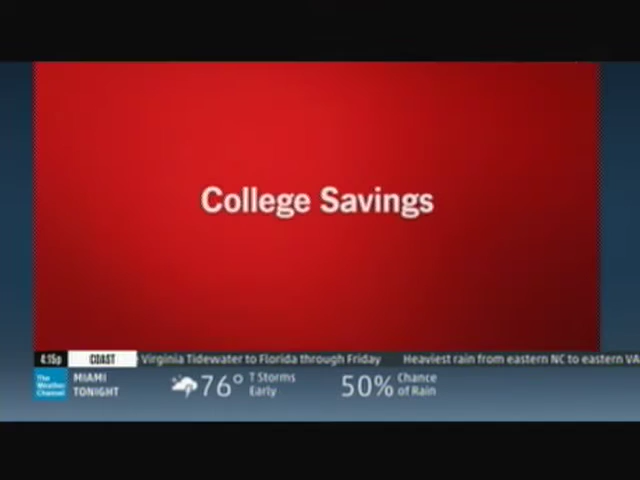 College Savings
4:15p COAST Virginia Tidewater to Florida through Friday Heaviest rain from eastern NC to eastern VA
The Weather Channel
MIAMI TONIGHT
76° T Storms Early
50% Chance of Rain